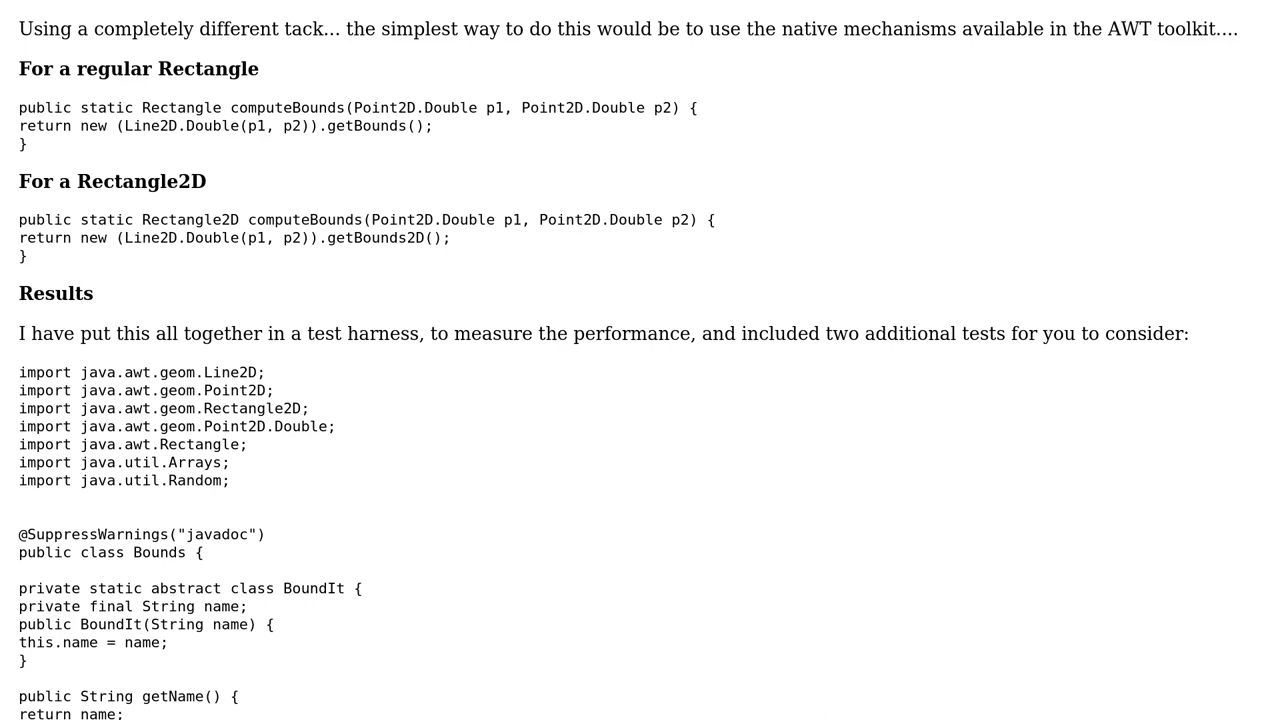 Using a completely different tack... the simplest way to do this would be to use the native mechanisms available in the AWT toolkit....
For a regular Rectangle
public static Rectangle computeBounds(Point2D.Double p1, Point2D.Double p2) {
return new (Line2D.Double(p1, p2)).getBounds();
}
For a Rectangle2D
public static Rectangle2D computeBounds(Point2D.Double p1, Point2D.Double p2) {
return new (Line2D.Double(p1, p2)).getBounds2D();
}
Results
I have put this all together in a test harness, to measure the performance, and included two additional tests for you to consider:
import java.awt.geom.Line2D;
import java.awt.geom.Point2D;
import java.awt.geom.Rectangle2D;
import java.awt.geom.Point2D.Double;
import java.awt.Rectangle;
import java.util.Arrays;
import java.util.Random;
@SuppressWarnings("javadoc")
public class Bounds {
private static abstract class BoundIt {
private final String name;
public BoundIt(String name) {
this.name = name;
}
public String getName() {
return name;